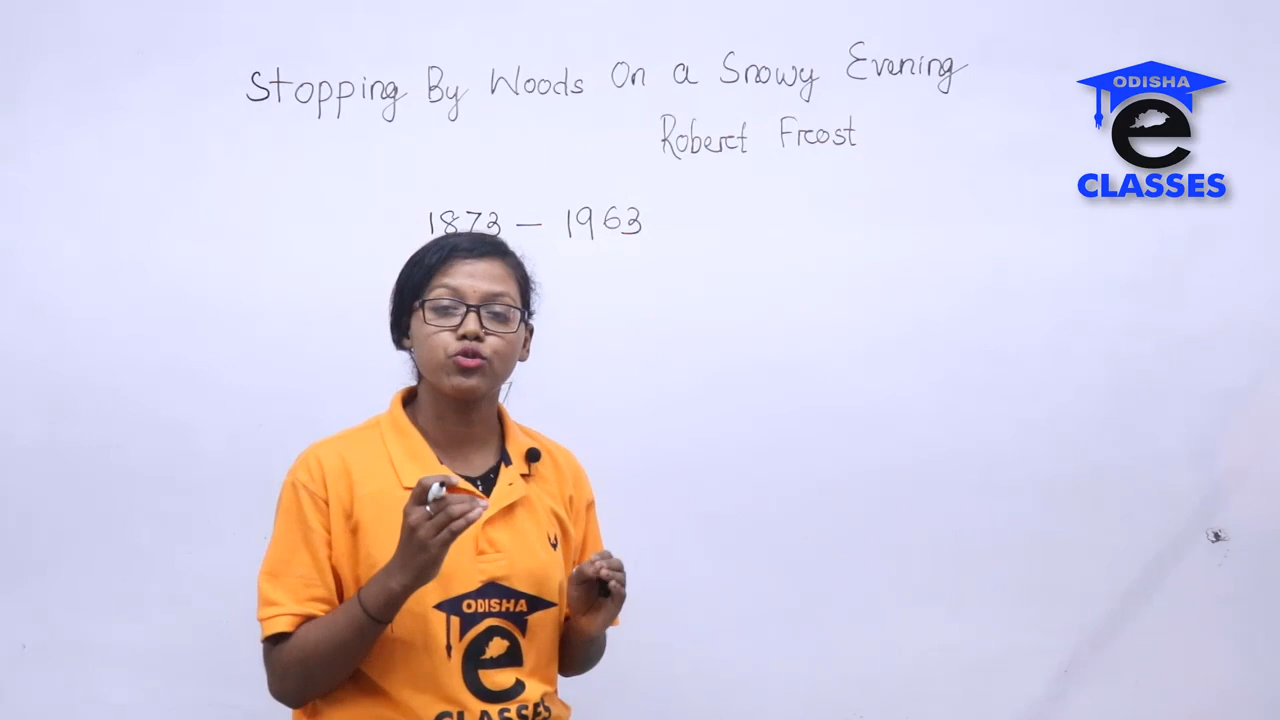 Stopping By Woods On a Snowy Evening
Robert Frost
1873 – 1963
ODISHA
e
CLASSES
ODISHA
e
CLASSES